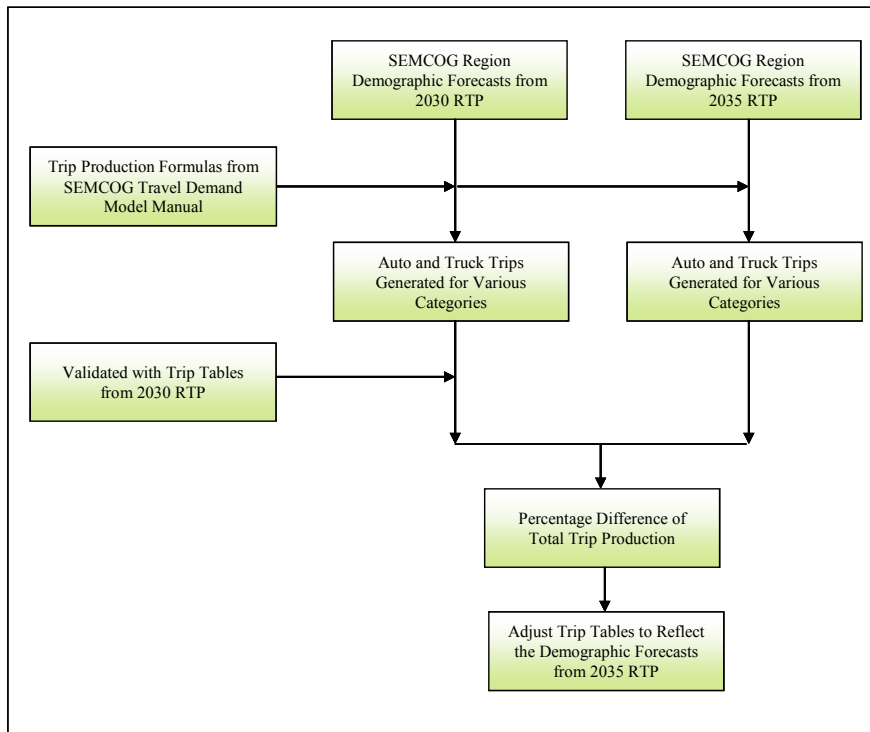 SEMCOG Region
Demographic Forecasts from
2030 RTP
SEMCOG Region
Demographic Forecasts from
2035 RTP
Trip Production Formulas from
SEMCOG Travel Demand
Model Manual
Auto and Truck Trips
Generated for Various
Categories
Auto and Truck Trips
Generated for Various
Categories
Validated with Trip Tables
from 2030 RTP
Percentage Difference of
Total Trip Production
Adjust Trip Tables to Reflect
the Demographic Forecasts
from 2035 RTP